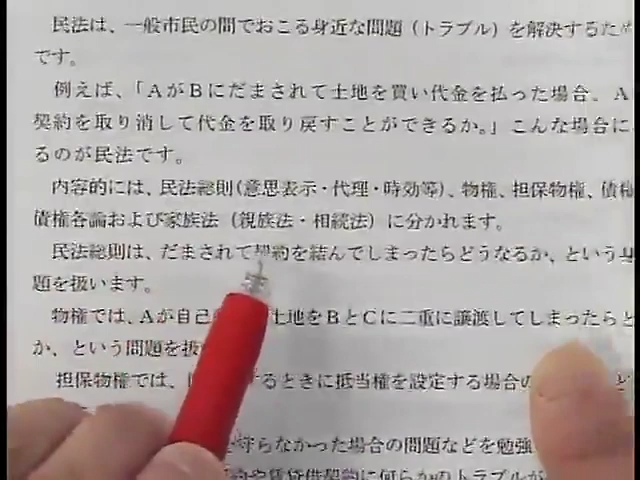 民法は、一般市民の間でおこる身近な問題（トラブル）を解決するた
です。
例えば、「AがBにだまされて土地を買い代金を払った場合、A
契約を取り消して代金を取り戻すことができるか。」こんな場合に
るのが民法です。
内容的には、民法総則（意思表示・代理・時効等）、物権、担保物権、債権
債権各論および家族法（親族法・相続法）に分かれます。
民法総則は、だまされて契約を結んでしまったらどうなるか、という
題を扱います。
物権では、Aが自己 土地をBとCに二重に譲渡してしまったら
か、という問題を扱
担保物権では、 するときに抵当権を設定する場合の
を守らなかった場合の問題などを勉強
や賃貸借契約に何らかのトラブルが